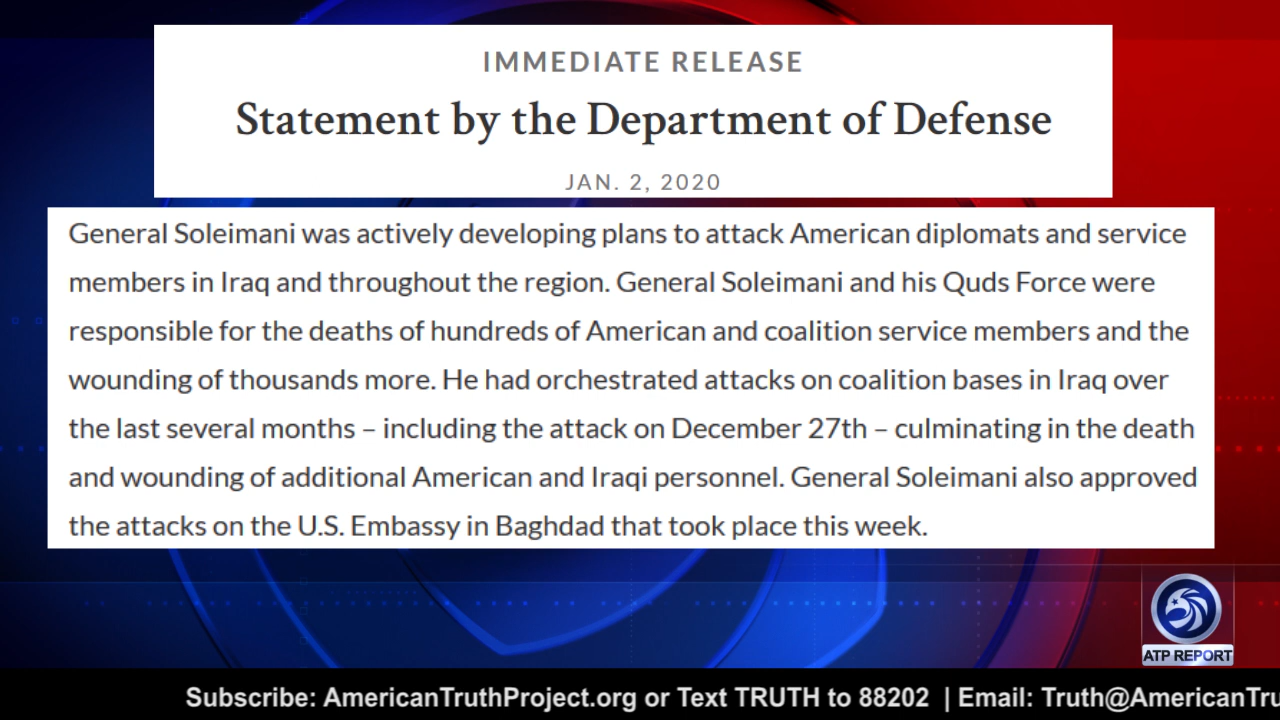 IMMEDIATE RELEASE
Statement by the Department of Defense
JAN. 2, 2020
General Soleimani was actively developing plans to attack American diplomats and service
members in Iraq and throughout the region. General Soleimani and his Quds Force were
responsible for the deaths of hundreds of American and coalition service members and the
wounding of thousands more. He had orchestrated attacks on coalition bases in Iraq over
the last several months – including the attack on December 27th – culminating in the death
and wounding of additional American and Iraqi personnel. General Soleimani also approved
the attacks on the U.S. Embassy in Baghdad that took place this week.
ATP REPORT
Subscribe: AmericanTruthProject.org or Text TRUTH to 88202 | Email: Truth@AmericanTru